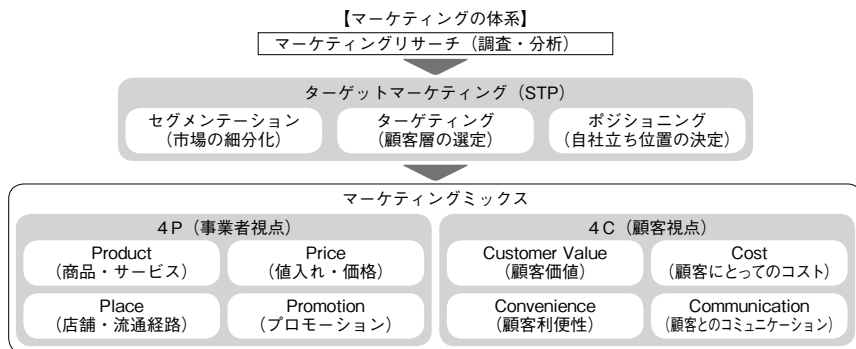 【マーケティングの体系】
マーケティングリサーチ（調査・分析）
ターゲットマーケティング（STP）
セグメンテーション
（市場の細分化）
ターゲティング
（顧客層の選定）
ポジショニング
（自社立ち位置の決定）
マーケティングミックス
4P（事業者視点）
Product
（商品・サービス）
Price
（値入れ・価格）
Place
（店舗・流通経路）
Promotion
（プロモーション）
4C（顧客視点）
Customer Value
（顧客価値）
Cost
（顧客にとってのコスト）
Convenience
（顧客利便性）
Communication
（顧客とのコミュニケーション）